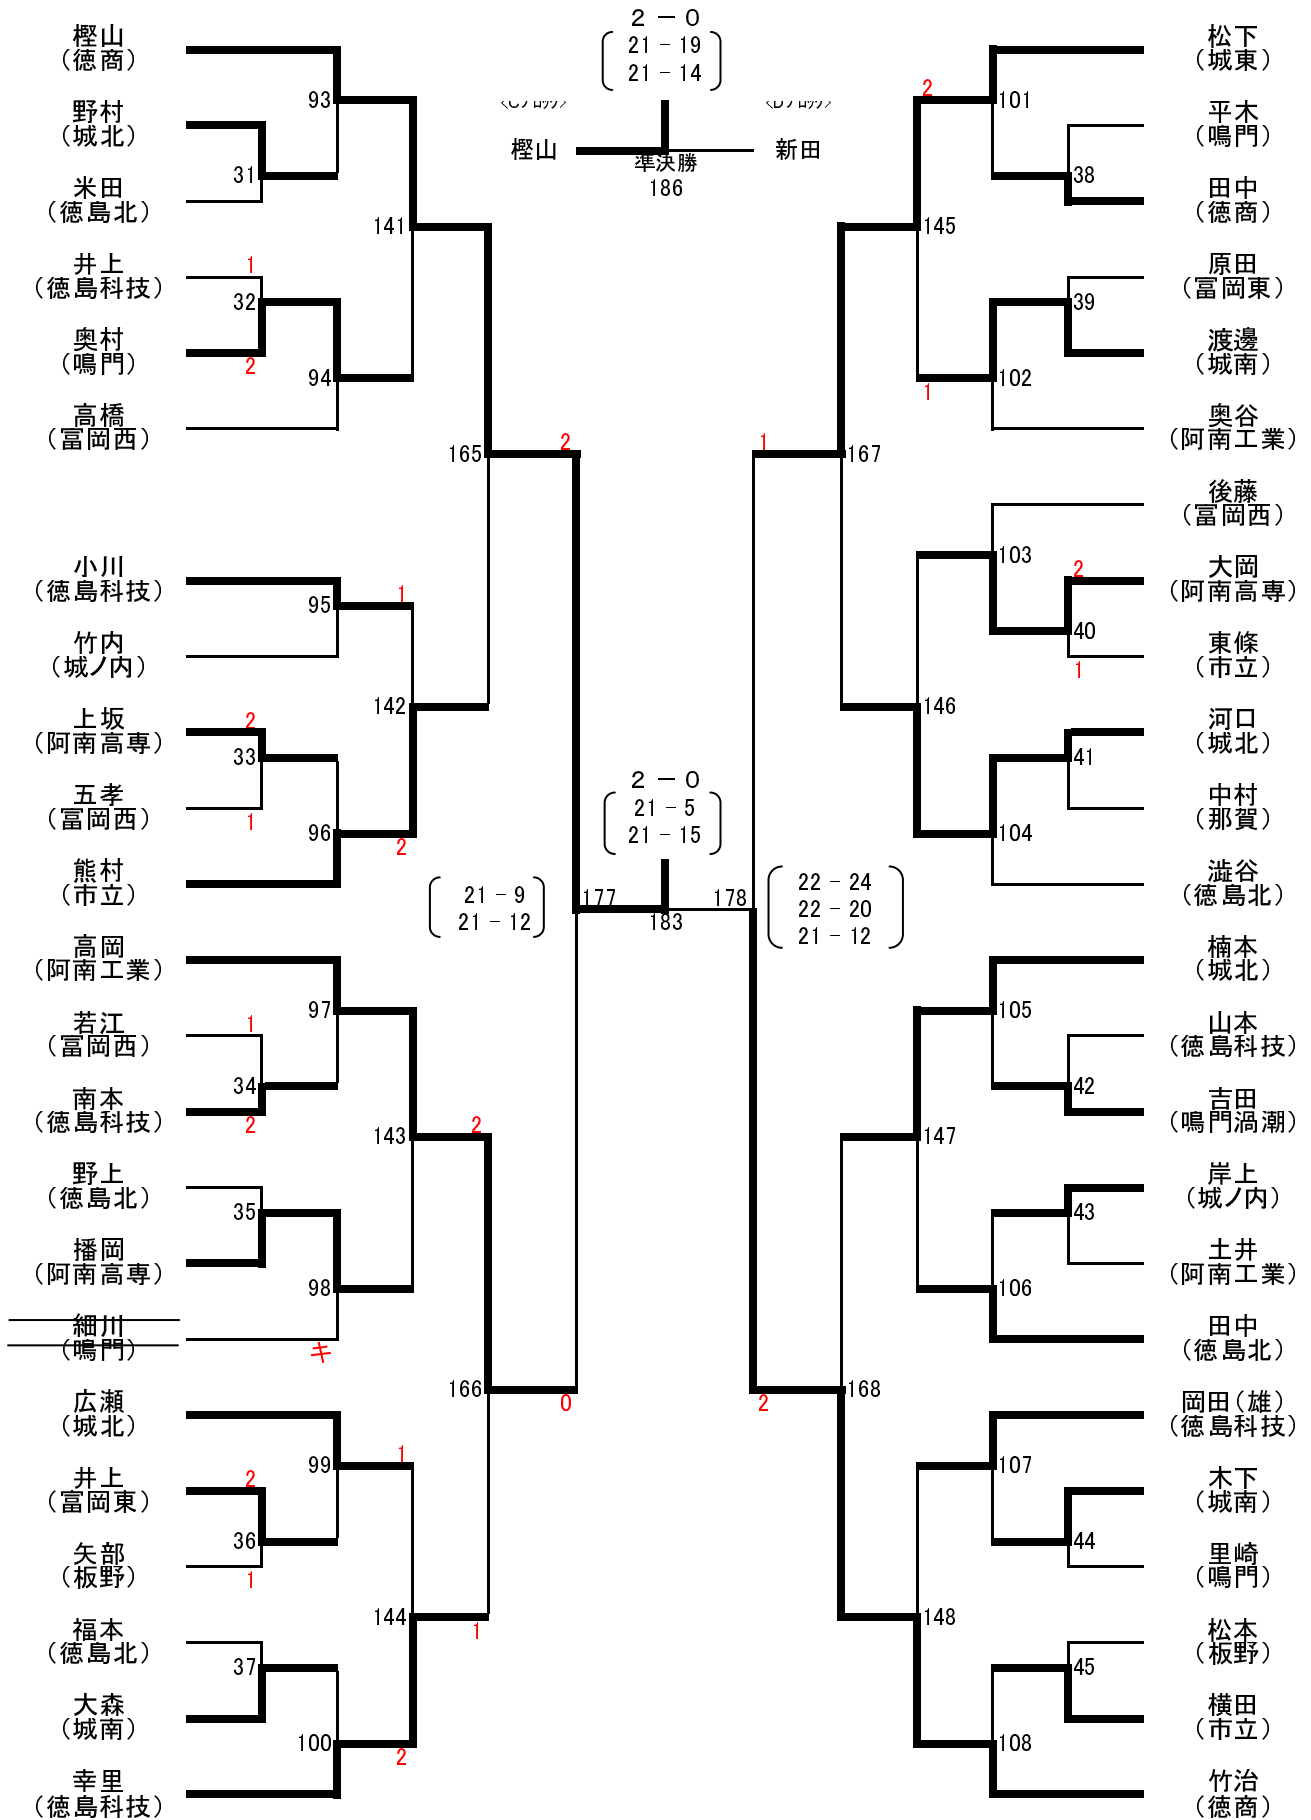 樫山
（徳商）
野村
（城北）
米田
（徳島北）
井上
（徳島科技）
奥村
（鳴門）
高橋
（富岡西）
小川
（徳島科技）
竹内
（城ノ内）
上坂
（阿南高専）
五孝
（富岡西）
熊村
（市立）
高岡
（阿南工業）
若江
（富岡西）
南本
（徳島科技）
野上
（徳島北）
播岡
（阿南高専）
細川
（鳴門）
広瀬
（城北）
井上
（富岡東）
矢部
（板野）
福本
（徳島北）
大森
（城南）
幸里
（徳島科技）
93
31
1
32
2
94
141
95
1
2
33
1
96
2
142
165
2
97
1
34
2
35
98
キ
143
2
99
1
2
36
1
37
100
2
144
1
166
0
2 － 0
21 － 19
21 － 14
樫山
新田
準決勝
186
2 － 0
21 － 5
21 － 15
21 － 9
21 － 12
177
183
178
22 － 24
22 － 20
21 － 12
2
101
38
145
39
102
1
1
167
103
2
40
1
146
41
104
105
42
147
43
106
2
168
107
44
148
45
108
松下
（城東）
平木
（鳴門）
田中
（徳商）
原田
（富岡東）
渡邊
（城南）
奥谷
（阿南工業）
後藤
（富岡西）
大岡
（阿南高専）
東條
（市立）
河口
（城北）
中村
（那賀）
澁谷
（徳島北）
楠本
（城北）
山本
（徳島科技）
吉田
（鳴門渦潮）
岸上
（城ノ内）
土井
（阿南工業）
田中
（徳島北）
岡田（雄）
（徳島科技）
木下
（城南）
里崎
（鳴門）
松本
（板野）
横田
（市立）
竹治
（徳商）